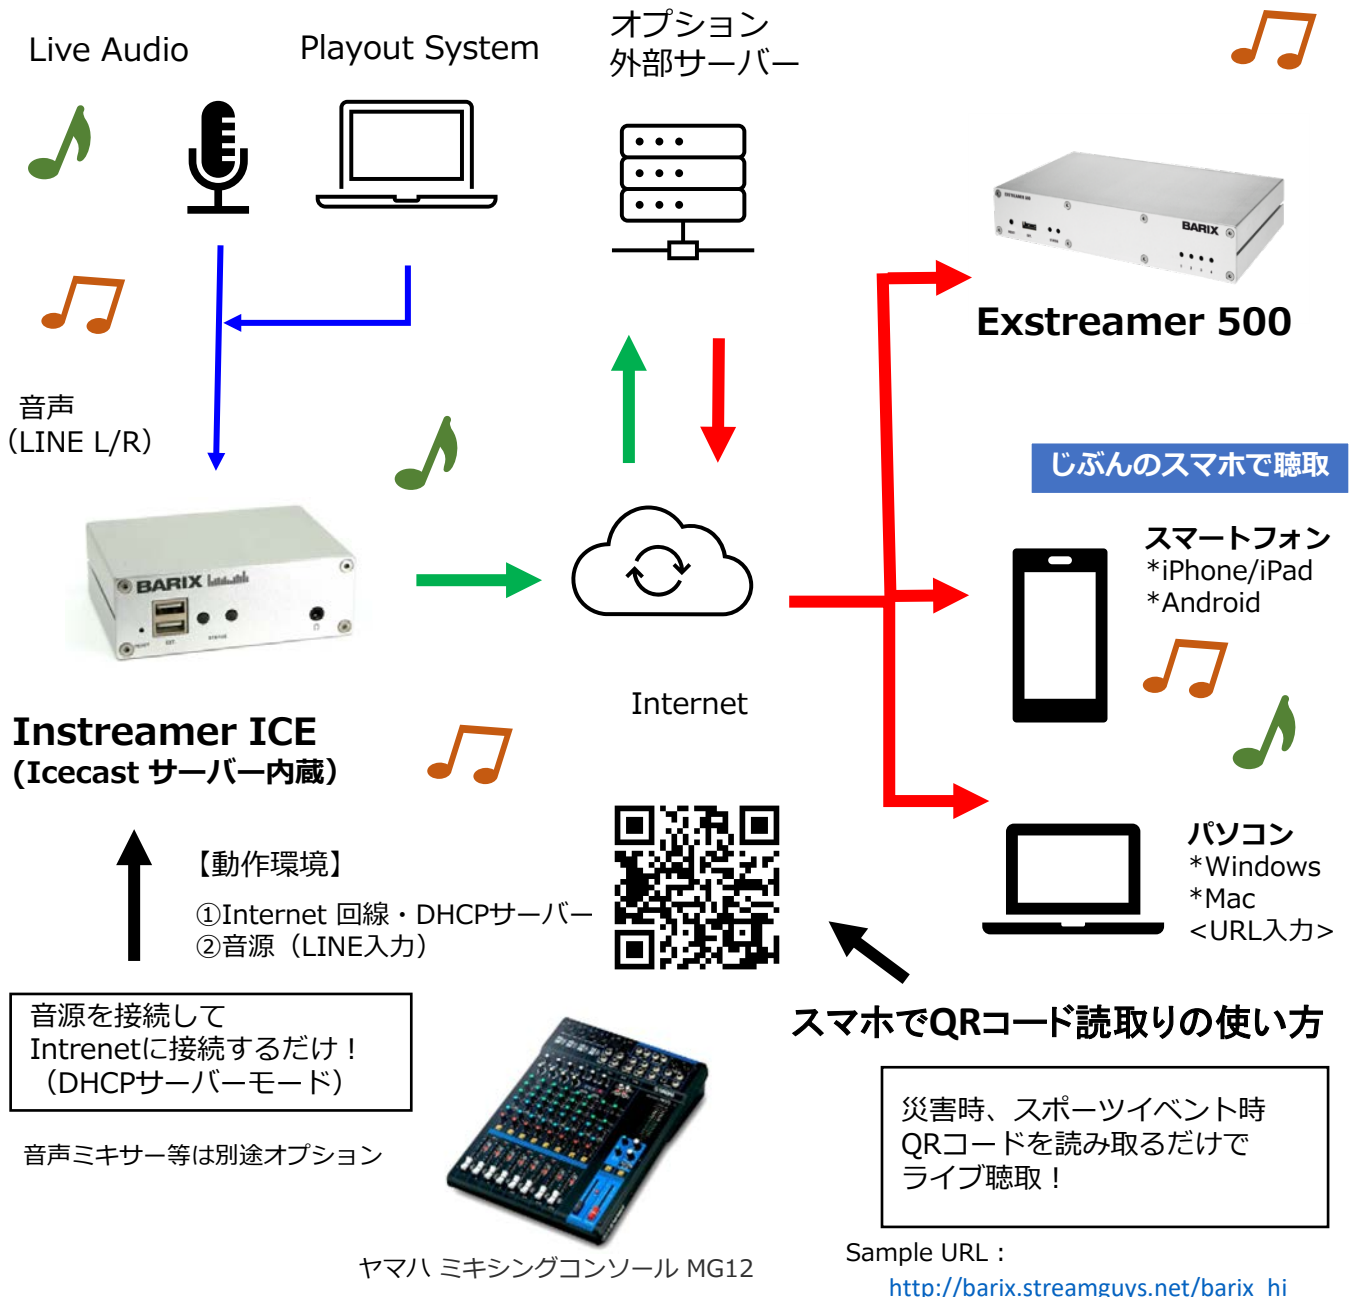 Live Audio
Playout System
オプション
外部サーバー
BARIX
Exstreamer 500
音声
（LINE L/R）
じぶんのスマホで聴取
スマートフォン
*iPhone/iPad
*Android
BARIX
Internet
Instreamer ICE
(Icecast サーバー内蔵）
【動作環境】
①Internet 回線・DHCPサーバー
②音源（LINE入力）
パソコン
*Windows
*Mac
<URL入力>
音源を接続して
Intrenetに接続するだけ！
（DHCPサーバーモード）
スマホでQRコード読取りの使い方
災害時、スポーツイベント時
QRコードを読み取るだけで
ライブ聴取！
音声ミキサー等は別途オプション
ヤマハ ミキシングコンソール MG12
Sample URL：
http://barix.streamguys.net/barix_hi